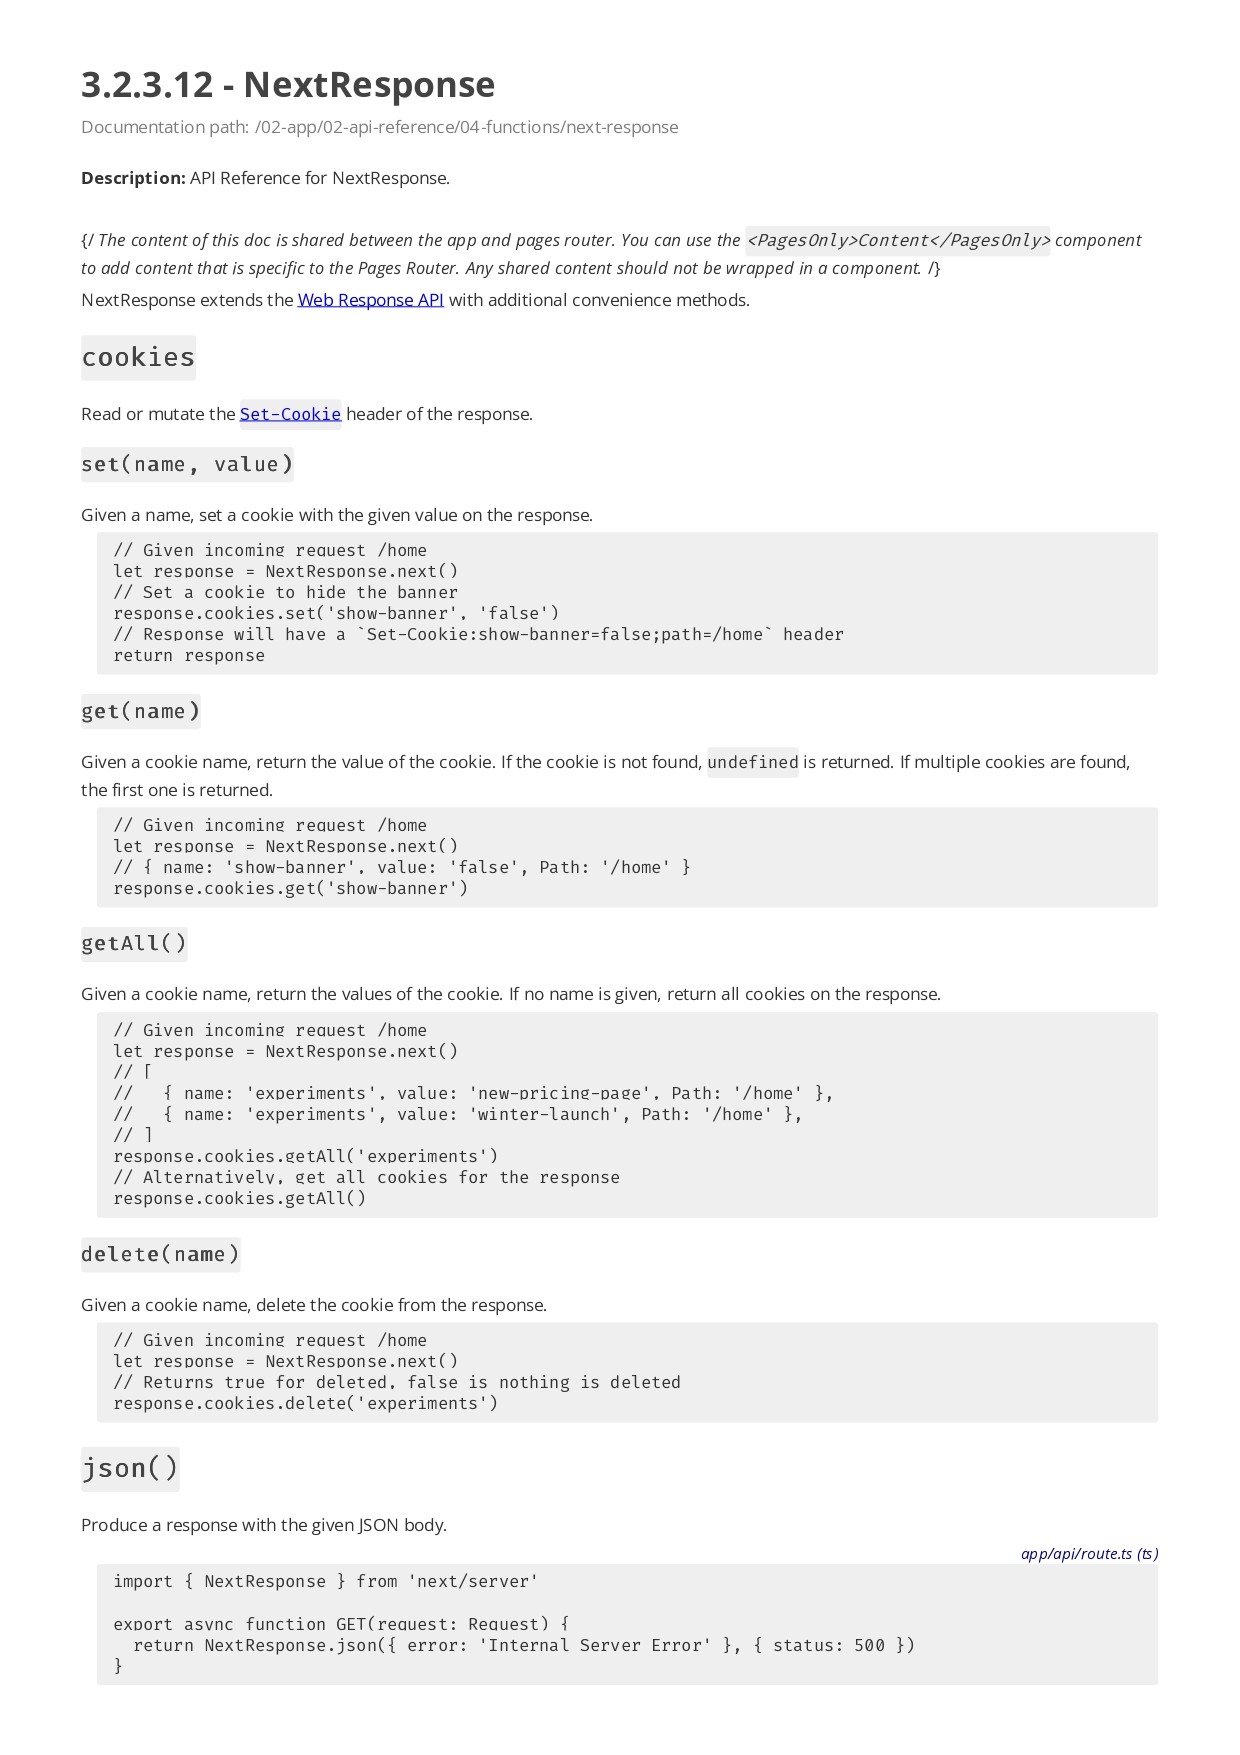 3.2.3.12 - NextResponse
Documentation path: /02-app/02-api-reference/04-functions/next-response
Description: API Reference for NextResponse.
{/ The content of this doc is shared between the app and pages router. You can use the <PagesOnly>Content</PagesOnly> component
to add content that is specific to the Pages Router. Any shared content should not be wrapped in a component. /}
NextResponse extends the Web Response API with additional convenience methods.
cookies
Read or mutate the Set-Cookie header of the response.
set(name, value)
Given a name, set a cookie with the given value on the response.
// Given incoming request /home
let response = NextResponse.next()
// Set a cookie to hide the banner
response.cookies.set('show-banner', 'false')
// Response will have a `Set-Cookie:show-banner=false;path=/home` header
return response
get(name)
Given a cookie name, return the value of the cookie. If the cookie is not found, undefined is returned. If multiple cookies are found,
the first one is returned.
// Given incoming request /home
let response = NextResponse.next()
// { name: 'show-banner', value: 'false', Path: '/home' }
response.cookies.get('show-banner')
getAll()
Given a cookie name, return the values of the cookie. If no name is given, return all cookies on the response.
// Given incoming request /home
let response = NextResponse.next()
// [
//   { name: 'experiments', value: 'new-pricing-page', Path: '/home' },
//   { name: 'experiments', value: 'winter-launch', Path: '/home' },
// ]
response.cookies.getAll('experiments')
// Alternatively, get all cookies for the response
response.cookies.getAll()
delete(name)
Given a cookie name, delete the cookie from the response.
// Given incoming request /home
let response = NextResponse.next()
// Returns true for deleted, false is nothing is deleted
response.cookies.delete('experiments')
json()
Produce a response with the given JSON body.
app/api/route.ts (ts)
import { NextResponse } from 'next/server'
export async function GET(request: Request) {
  return NextResponse.json({ error: 'Internal Server Error' }, { status: 500 })
}